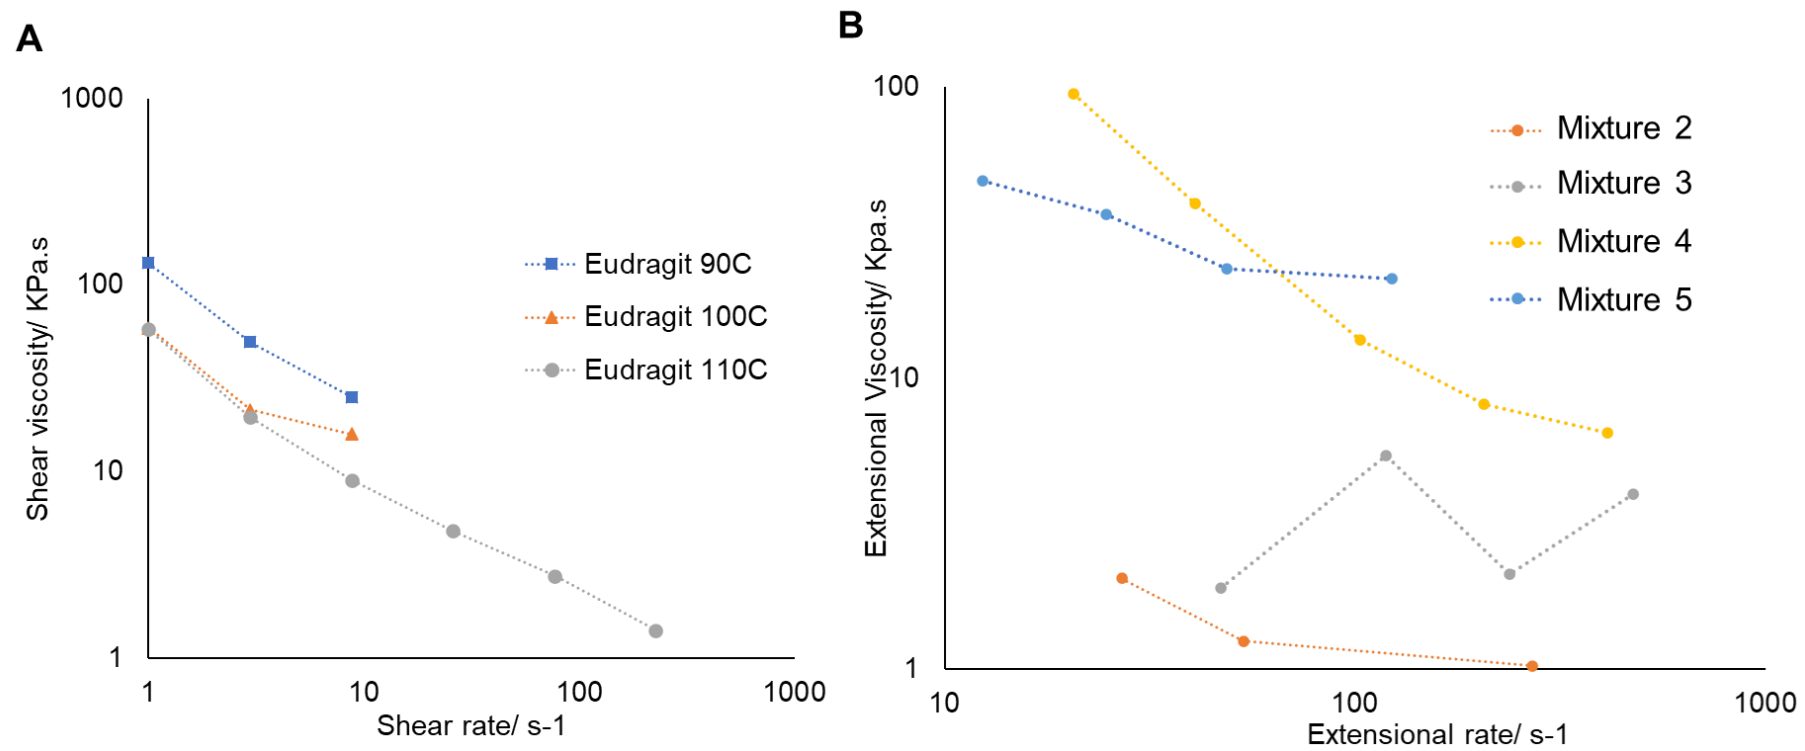 A
1000
100
10
1
1
10
100
1000
Shear viscosity/ KPa.s
Shear rate/ s-1
Eudragit 90C
Eudragit 100C
Eudragit 110C
B
100
10
1
10
100
1000
Extensional Viscosity/ Kpa.s
Extensional rate/ s-1
Mixture 2
Mixture 3
Mixture 4
Mixture 5